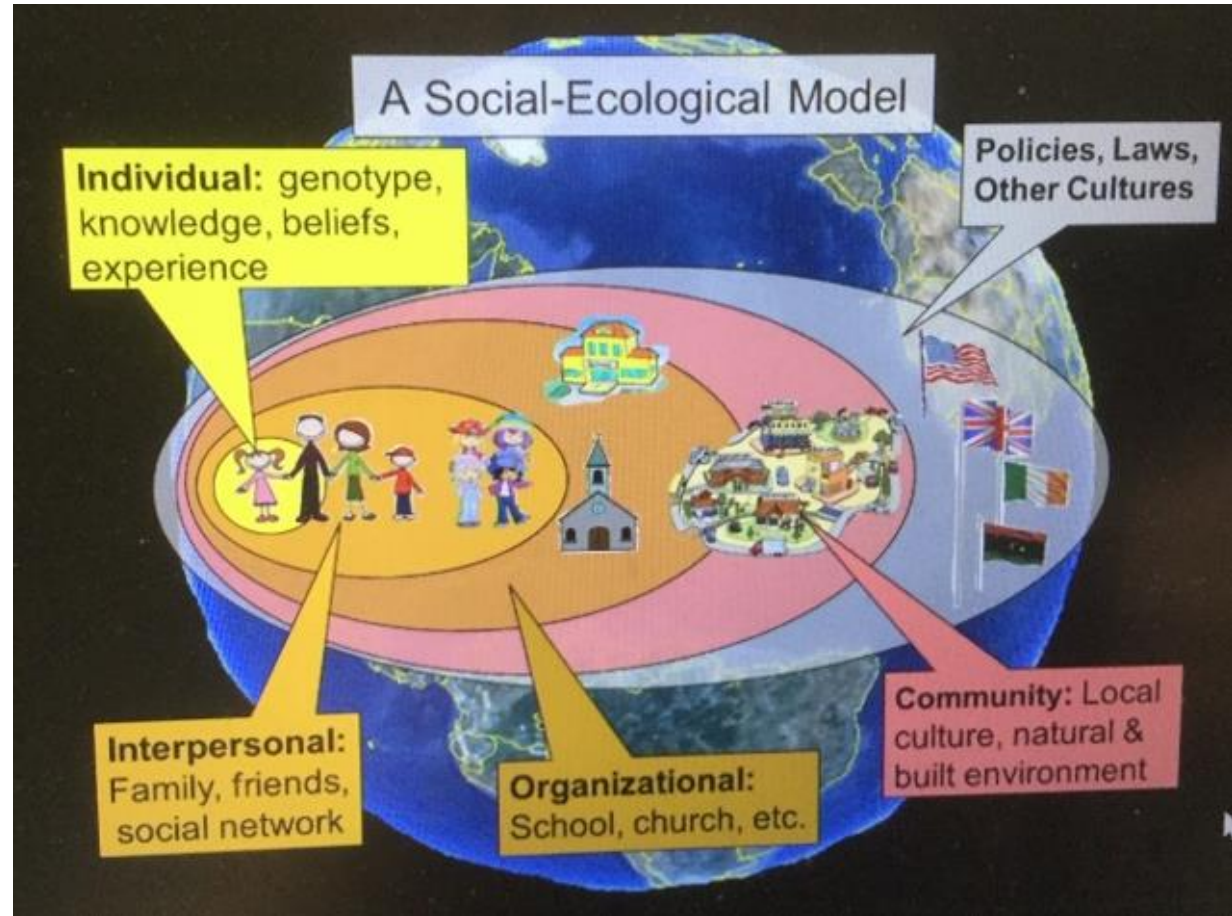 A Social-Ecological Model
Individual: genotype,
knowledge, beliefs,
experience
Policies, Laws,
Other Cultures
Interpersonal:
Family, friends,
social network
Organizational:
School, church, etc.
Community: Local
culture, natural &
built environment